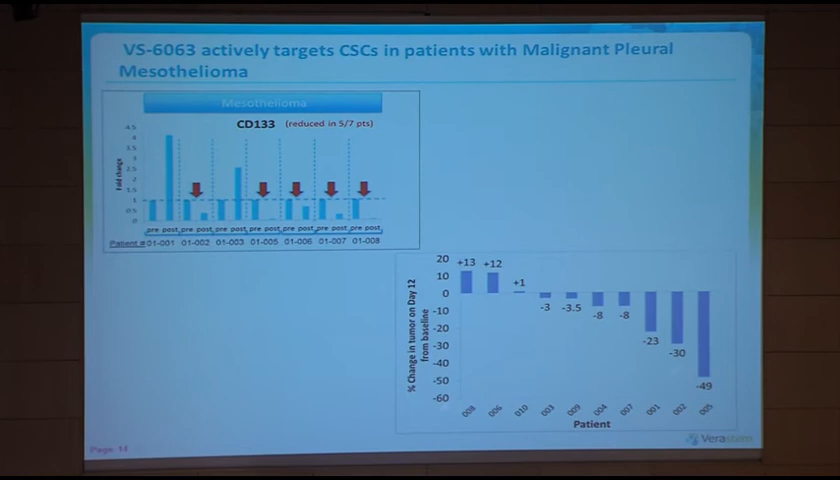 VS-6063 actively targets CSCs in patients with Malignant Pleural
Mesothelioma
Mesothelioma
CD133 (reduced in 5/7 pts)
Fold change
4.5
4
3.5
3
2.5
2
1.5
1
0.5
0
pre post pre post pre post pre post pre post pre post pre post
Patient # 01-001 01-002 01-003 01-005 01-006 01-007 01-008
% Change in tumor on Day 12
from baseline
20
10
0
-10
-20
-30
-40
-50
-60
+13 +12 +1 -3 -3.5 -8 -8 -23 -30 -49
008 006 010 003 009 004 007 001 002 005
Patient
Page: 14
Verastem